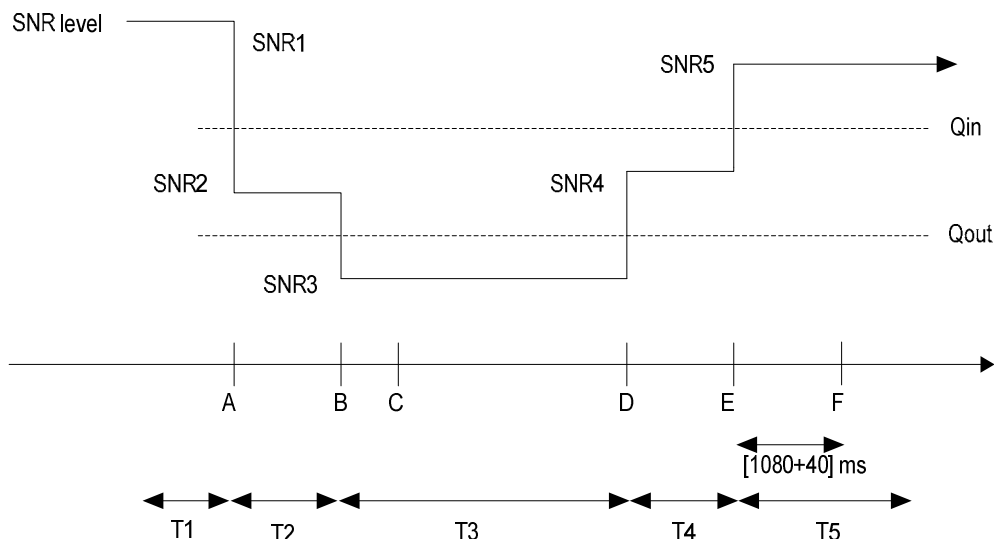 SNR level
SNR1
SNR5
Qin
SNR2
SNR4
Qout
SNR3
A
B
C
D
E
F
[1080+40] ms
T1
T2
T3
T4
T5